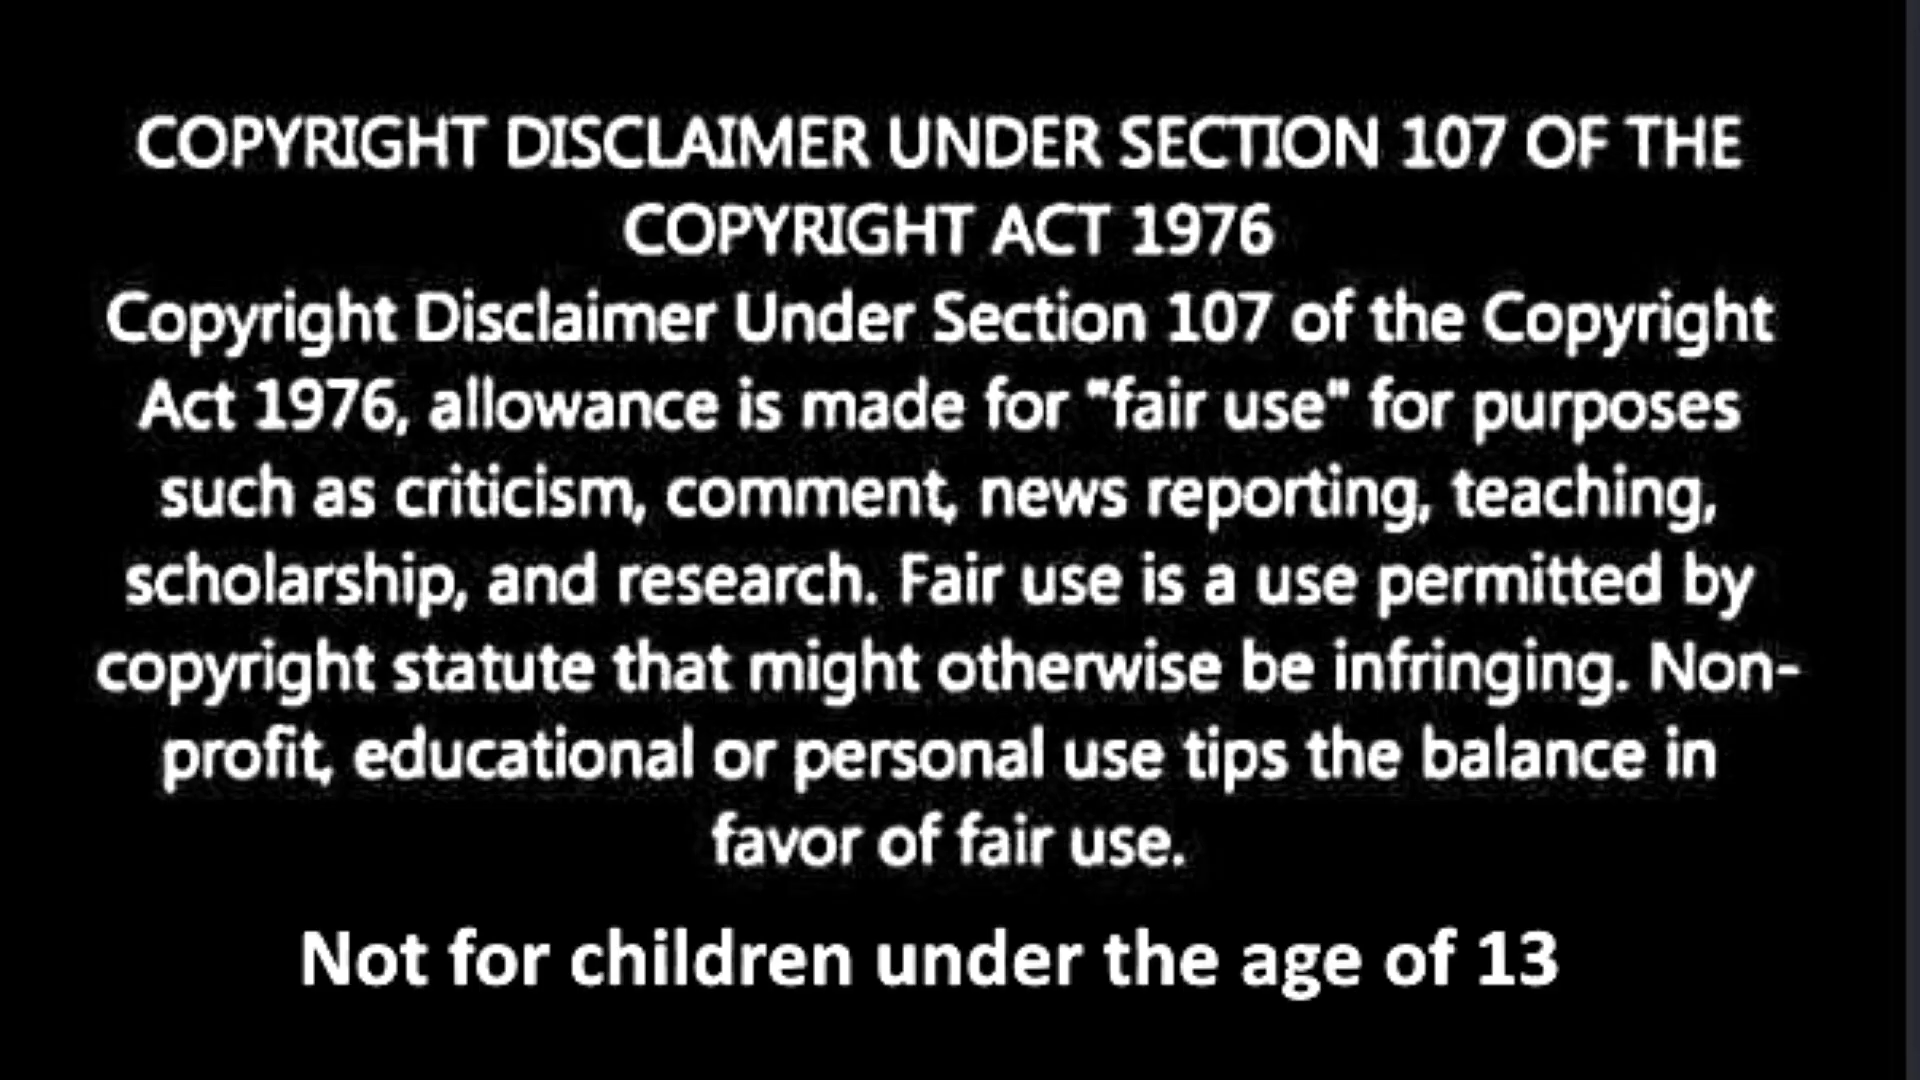 COPYRIGHT DISCLAIMER UNDER SECTION 107 OF THE
COPYRIGHT ACT 1976
Copyright Disclaimer Under Section 107 of the Copyright
Act 1976, allowance is made for "fair use" for purposes
such as criticism, comment, news reporting, teaching,
scholarship, and research. Fair use is a use permitted by
copyright statute that might otherwise be infringing. Non-
profit, educational or personal use tips the balance in
favor of fair use.
Not for children under the age of 13